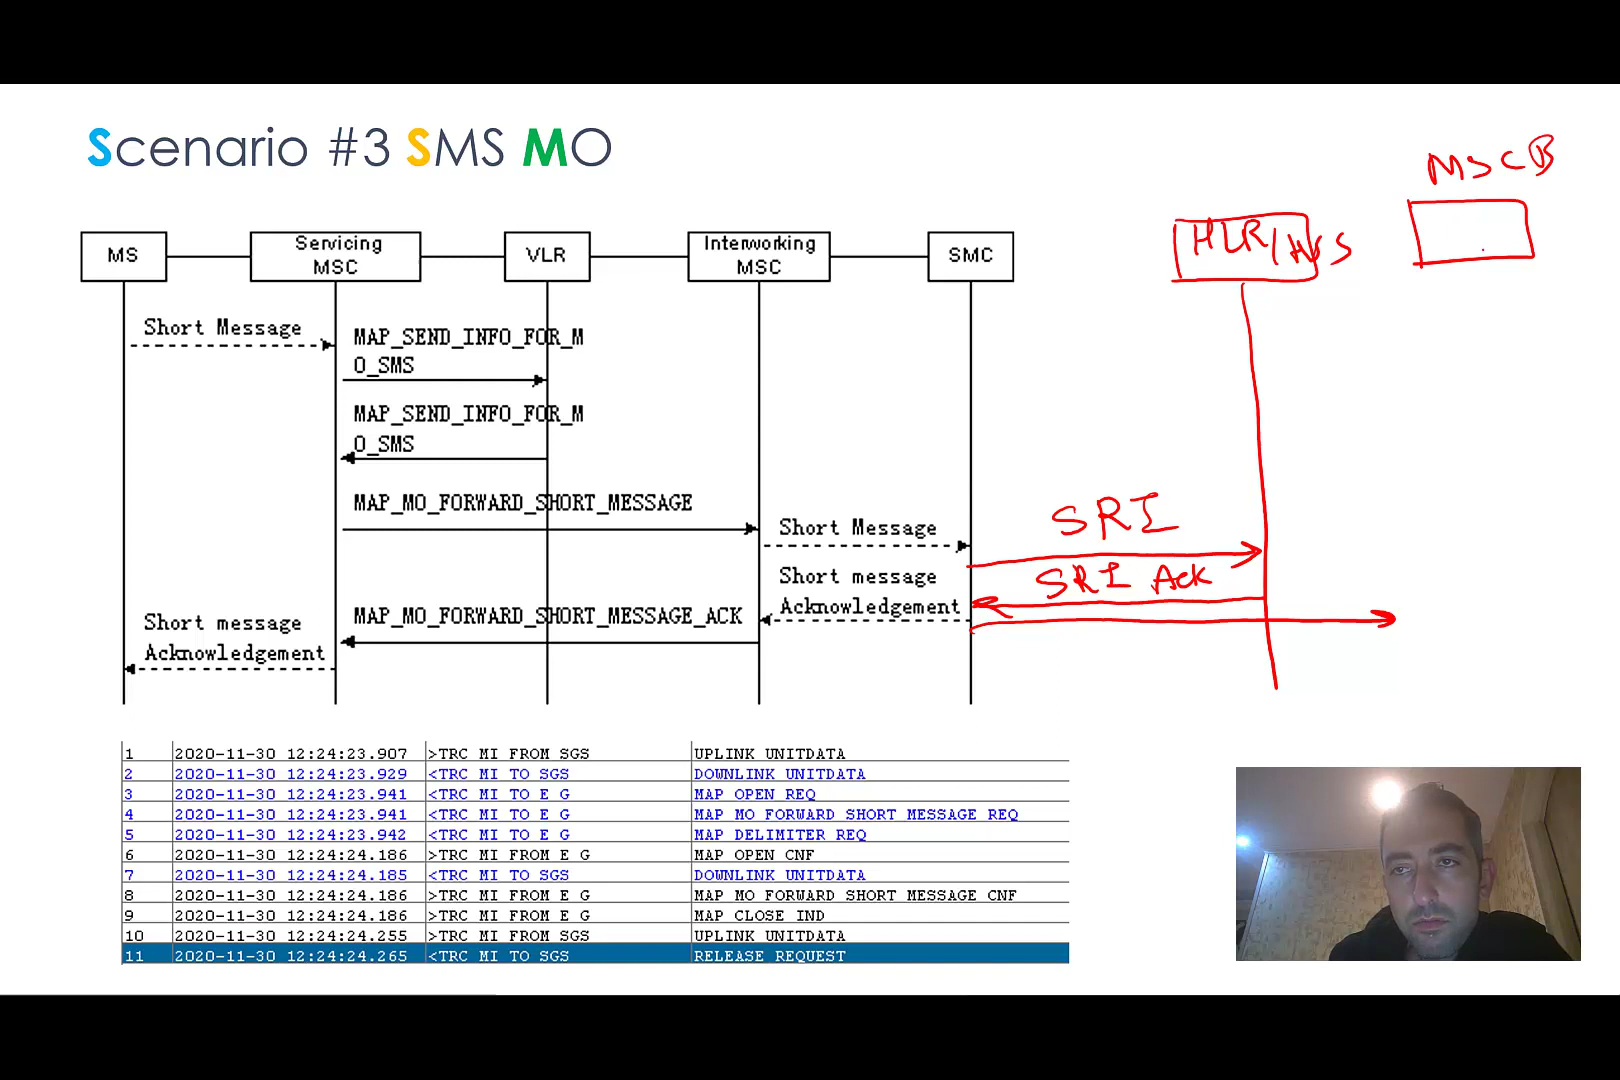 Scenario #3 SMS MO
MSC B
HLR/HSS
MS
Servicing
MSC
VLR
Interworking
MSC
SMC
Short Message
MAP_SEND_INFO_FOR_M
O_SMS
MAP_SEND_INFO_FOR_M
O_SMS
MAP_MO_FORWARD_SHORT_MESSAGE
Short Message
SRI
Short message
Acknowledgement
SRI Ack
MAP_MO_FORWARD_SHORT_MESSAGE_ACK
Short message
Acknowledgement
1 2020-11-30 12:24:23.907 >TRC MI FROM SGS UPLINK UNITDATA
2 2020-11-30 12:24:23.929 <TRC MI TO SGS DOWNLINK UNITDATA
3 2020-11-30 12:24:23.941 <TRC MI TO E G MAP OPEN REQ
4 2020-11-30 12:24:23.941 <TRC MI TO E G MAP MO FORWARD SHORT MESSAGE REQ
5 2020-11-30 12:24:23.942 <TRC MI TO E G MAP DELIMITER REQ
6 2020-11-30 12:24:24.186 >TRC MI FROM E G MAP OPEN CNF
7 2020-11-30 12:24:24.185 <TRC MI TO SGS DOWNLINK UNITDATA
8 2020-11-30 12:24:24.186 >TRC MI FROM E G MAP MO FORWARD SHORT MESSAGE CNF
9 2020-11-30 12:24:24.186 >TRC MI FROM E G MAP CLOSE IND
10 2020-11-30 12:24:24.255 >TRC MI FROM SGS UPLINK UNITDATA
11 2020-11-30 12:24:24.265 <TRC MI TO SGS RELEASE REQUEST